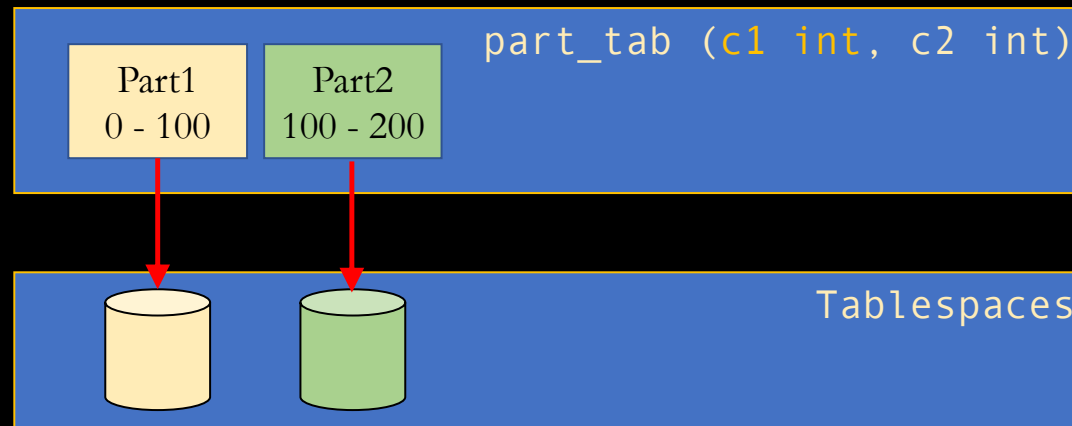 part_tab (c1 int, c2 int)
Part1
0 - 100
Part2
100 - 200
Tablespaces